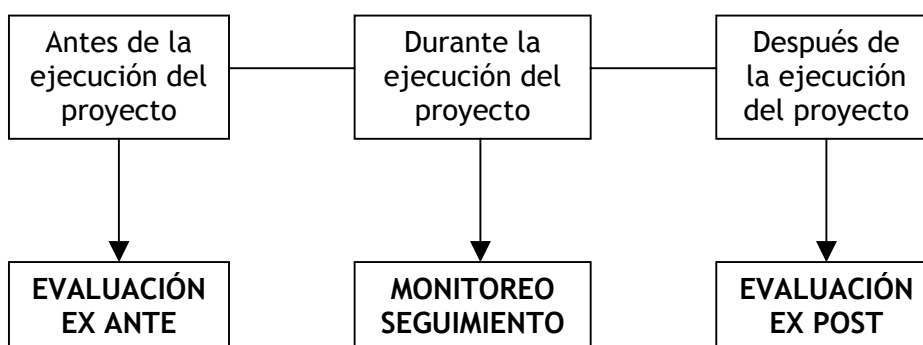 Antes de la
ejecución del
proyecto
Durante la
ejecución del
proyecto
Después de
la ejecución
del proyecto
EVALUACIÓN
EX ANTE
MONITOREO
SEGUIMIENTO
EVALUACIÓN
EX POST